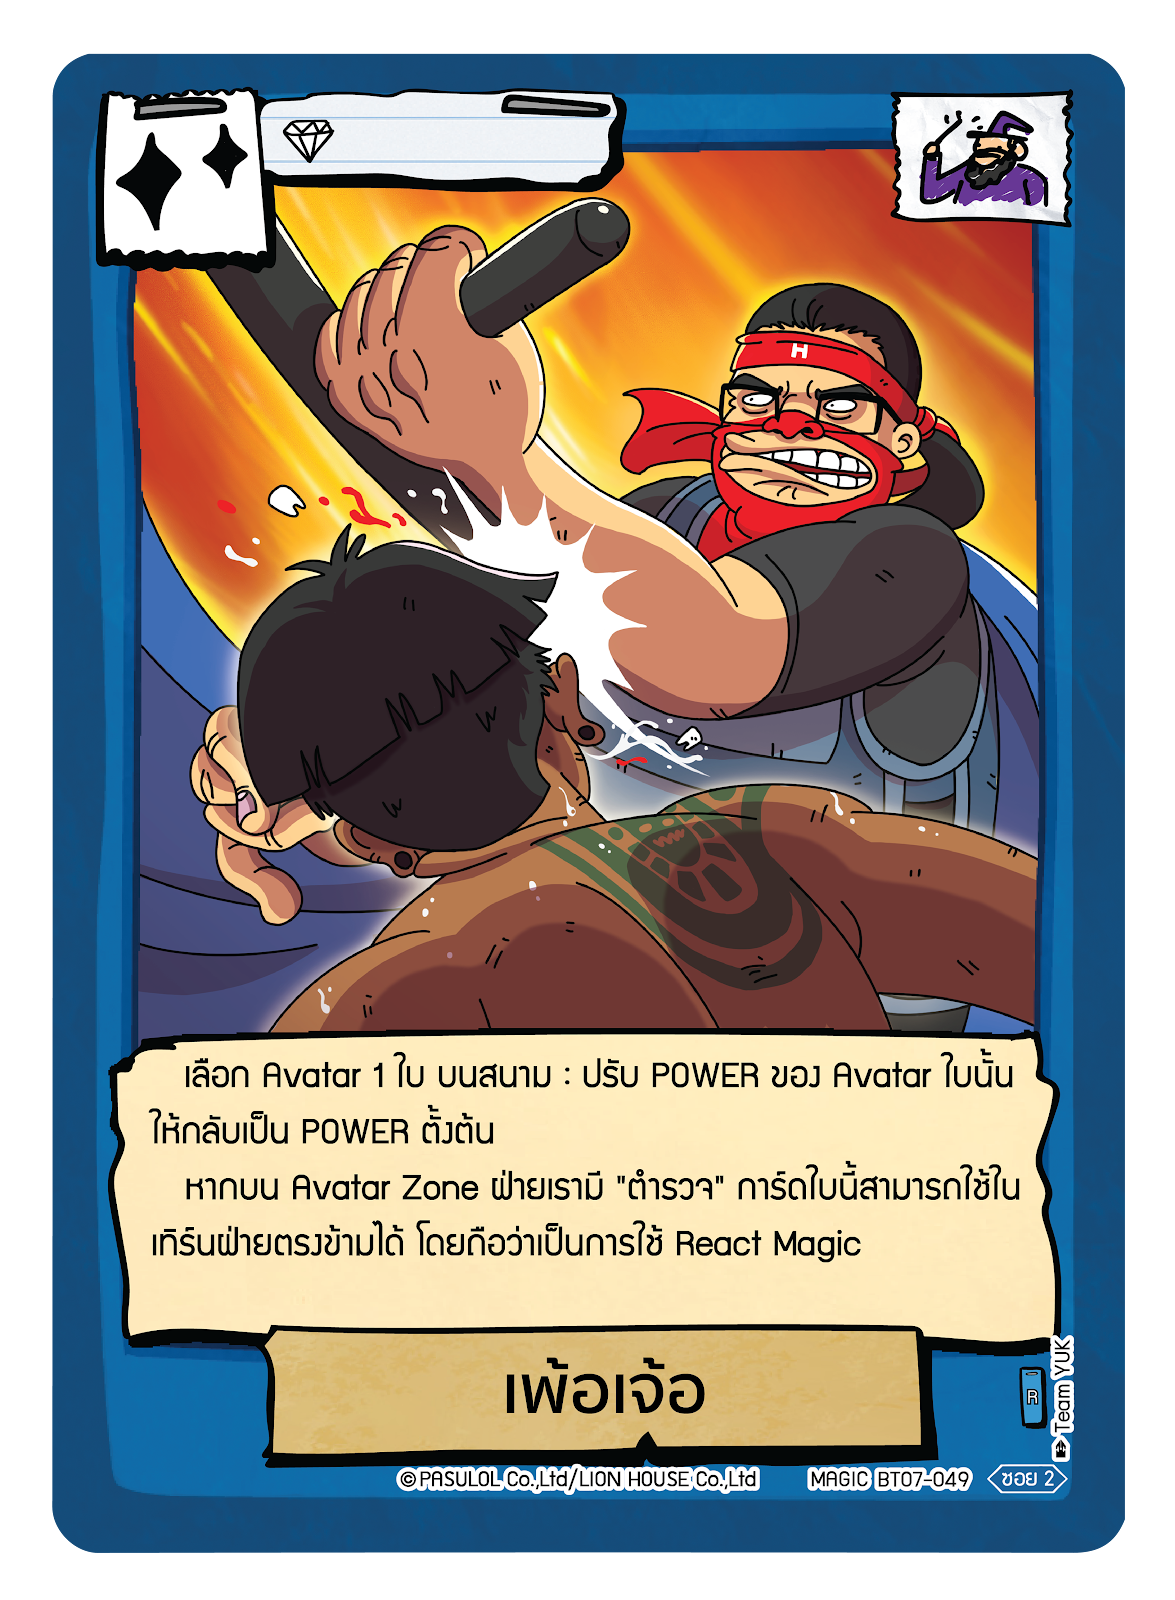 H
เลือก Avatar 1 ใบ บนสนาม : ปรับ POWER ของ Avatar ใบนั้น
ให้กลับเป็น POWER ตั้งต้น
หากบน Avatar Zone ฝ่ายเรามี "ตำรวจ" การ์ดใบนี้สามารถใช้ใน
เทิร์นฝ่ายตรงข้ามได้ โดยถือว่าเป็นการใช้ React Magic
เพ้อเจ้อ
R
Team YUK
©PASULOL Co.,Ltd/LION HOUSE Co.,Ltd
MAGIC BT07-049
ซอย 2